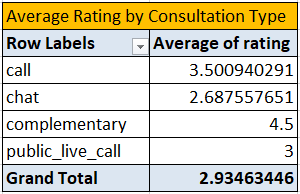 Average Rating by Consultation Type
Row Labels Average of rating
call 3.500940291
chat 2.687557651
complementary 4.5
public_live_call 3
Grand Total 2.93463446